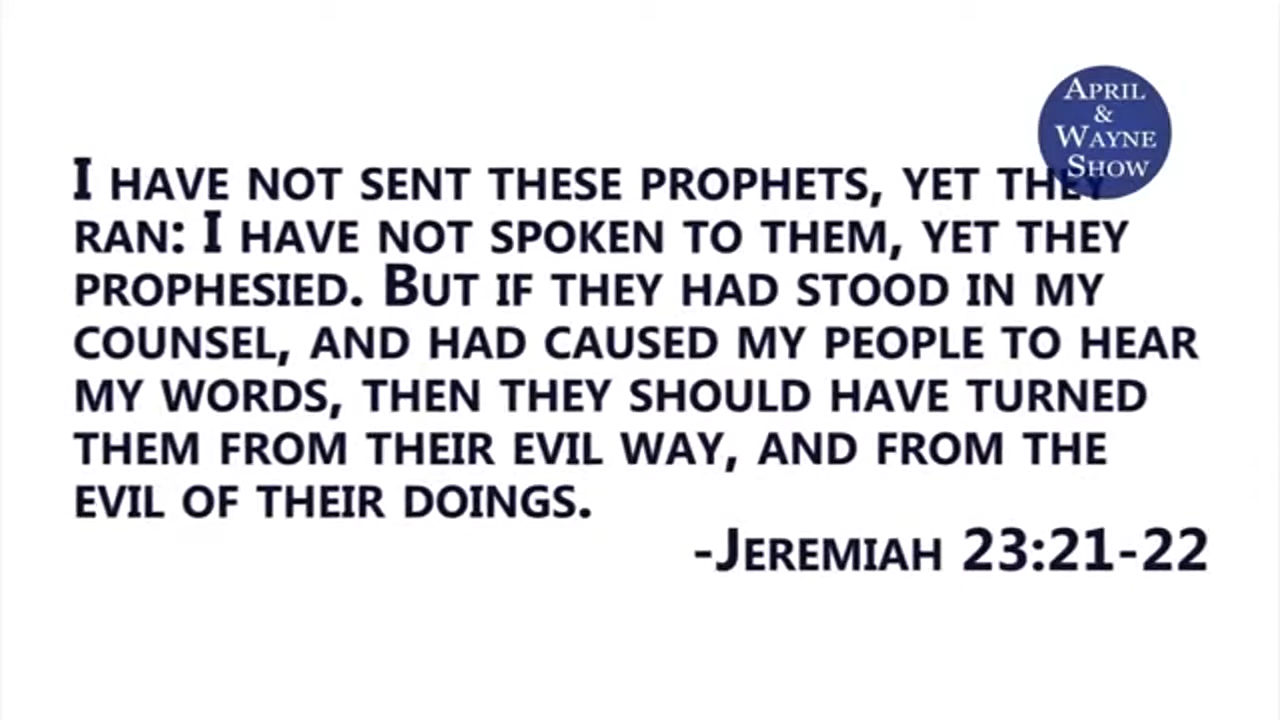 April
&
Wayne
Show
I have not sent these prophets, yet they
ran: I have not spoken to them, yet they
prophesied. But if they had stood in my
counsel, and had caused my people to hear
my words, then they should have turned
them from their evil way, and from the
evil of their doings.
-Jeremiah 23:21-22